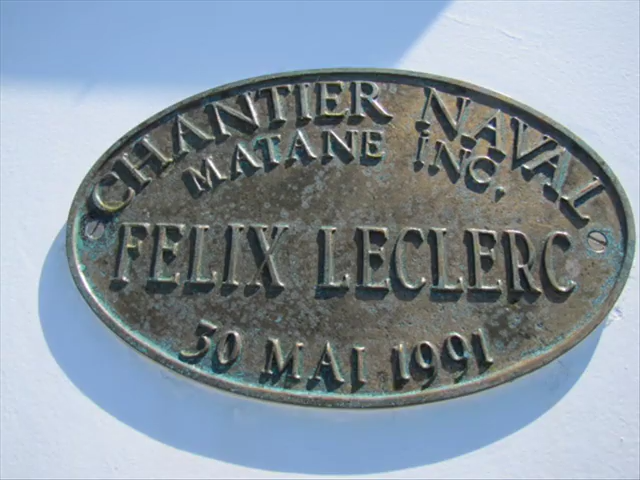 CHANTIER NAVAL
MATANE INC.
FELIX LECLERC
30 MAI 1991